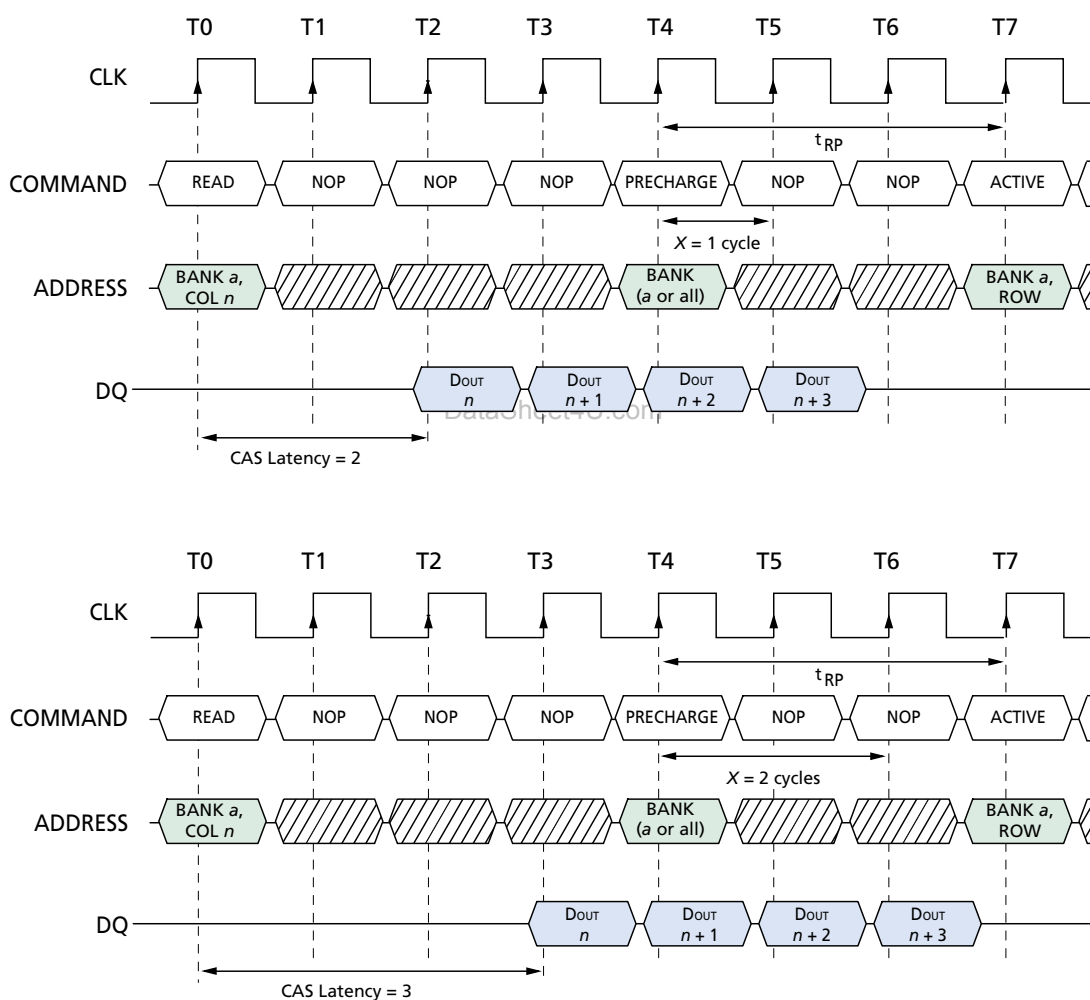 T0 T1 T2 T3 T4 T5 T6 T7
CLK
tRP
COMMAND READ NOP NOP NOP PRECHARGE NOP NOP ACTIVE
X = 1 cycle
ADDRESS BANK a, COL n BANK (a or all) BANK a, ROW
DQ DOUT n DOUT n + 1 DOUT n + 2 DOUT n + 3
DataSheet4U.com
CAS Latency = 2
T0 T1 T2 T3 T4 T5 T6 T7
CLK
tRP
COMMAND READ NOP NOP NOP PRECHARGE NOP NOP ACTIVE
X = 2 cycles
ADDRESS BANK a, COL n BANK (a or all) BANK a, ROW
DQ DOUT n DOUT n + 1 DOUT n + 2 DOUT n + 3
CAS Latency = 3